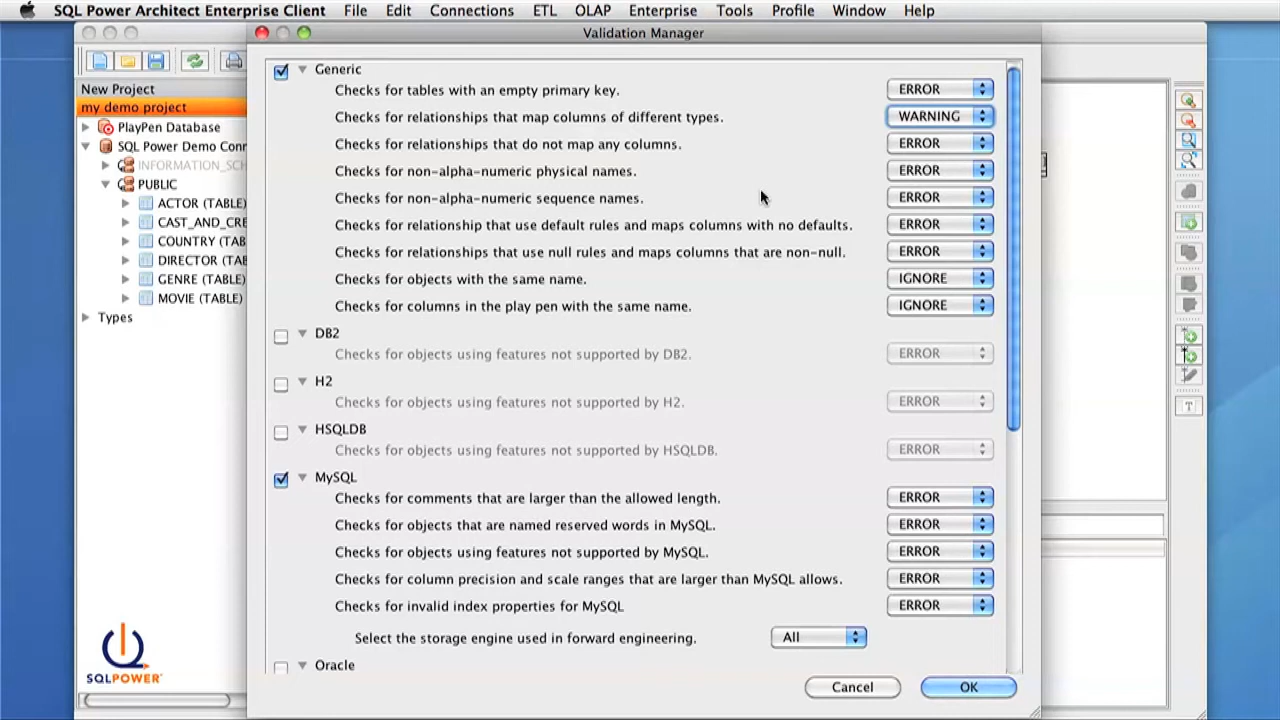 SQL Power Architect Enterprise Client File Edit Connections ETL OLAP Enterprise Tools Profile Window Help
Validation Manager
New Project
my demo project
PlayPen Database
SQL Power Demo Conn
INFORMATION_SCH
PUBLIC
ACTOR (TABLE)
CAST_AND_CRE
COUNTRY (TAB
DIRECTOR (TAB
GENRE (TABLE)
MOVIE (TABLE)
Types
SQLPOWER
Generic
Checks for tables with an empty primary key. ERROR
Checks for relationships that map columns of different types. WARNING
Checks for relationships that do not map any columns. ERROR
Checks for non-alpha-numeric physical names. ERROR
Checks for non-alpha-numeric sequence names. ERROR
Checks for relationship that use default rules and maps columns with no defaults. ERROR
Checks for relationships that use null rules and maps columns that are non-null. ERROR
Checks for objects with the same name. IGNORE
Checks for columns in the play pen with the same name. IGNORE
DB2
Checks for objects using features not supported by DB2. ERROR
H2
Checks for objects using features not supported by H2. ERROR
HSQLDB
Checks for objects using features not supported by HSQLDB. ERROR
MySQL
Checks for comments that are larger than the allowed length. ERROR
Checks for objects that are named reserved words in MySQL. ERROR
Checks for objects using features not supported by MySQL. ERROR
Checks for column precision and scale ranges that are larger than MySQL allows. ERROR
Checks for invalid index properties for MySQL ERROR
Select the storage engine used in forward engineering. All
Oracle
Cancel OK
T